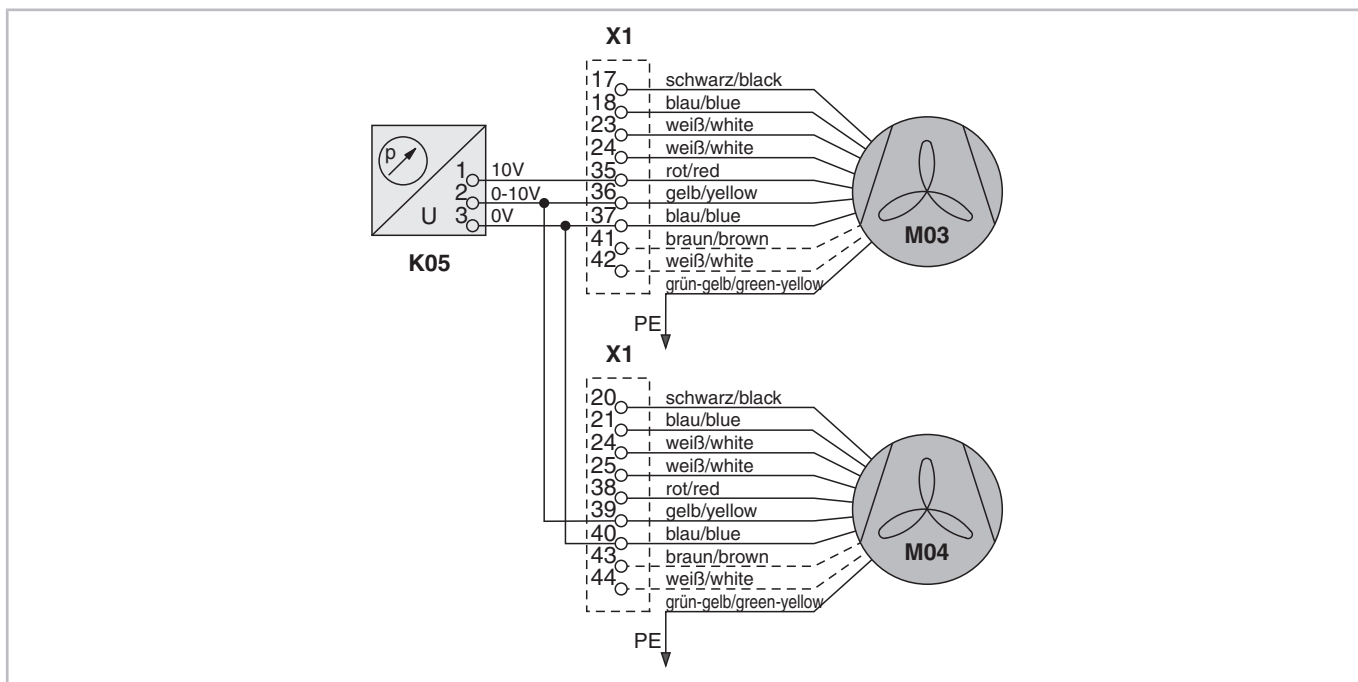 X1
17 schwarz/black
18 blau/blue
23 weiß/white
24 weiß/white
p
1 10V 35 rot/red
2 0-10V 36 gelb/yellow
U 3 0V 37 blau/blue
41 braun/brown
M03
K05
42 weiß/white
grün-gelb/green-yellow
PE
X1
20 schwarz/black
21 blau/blue
24 weiß/white
25 weiß/white
38 rot/red
39 gelb/yellow
40 blau/blue
M04
43 braun/brown
44 weiß/white
grün-gelb/green-yellow
PE